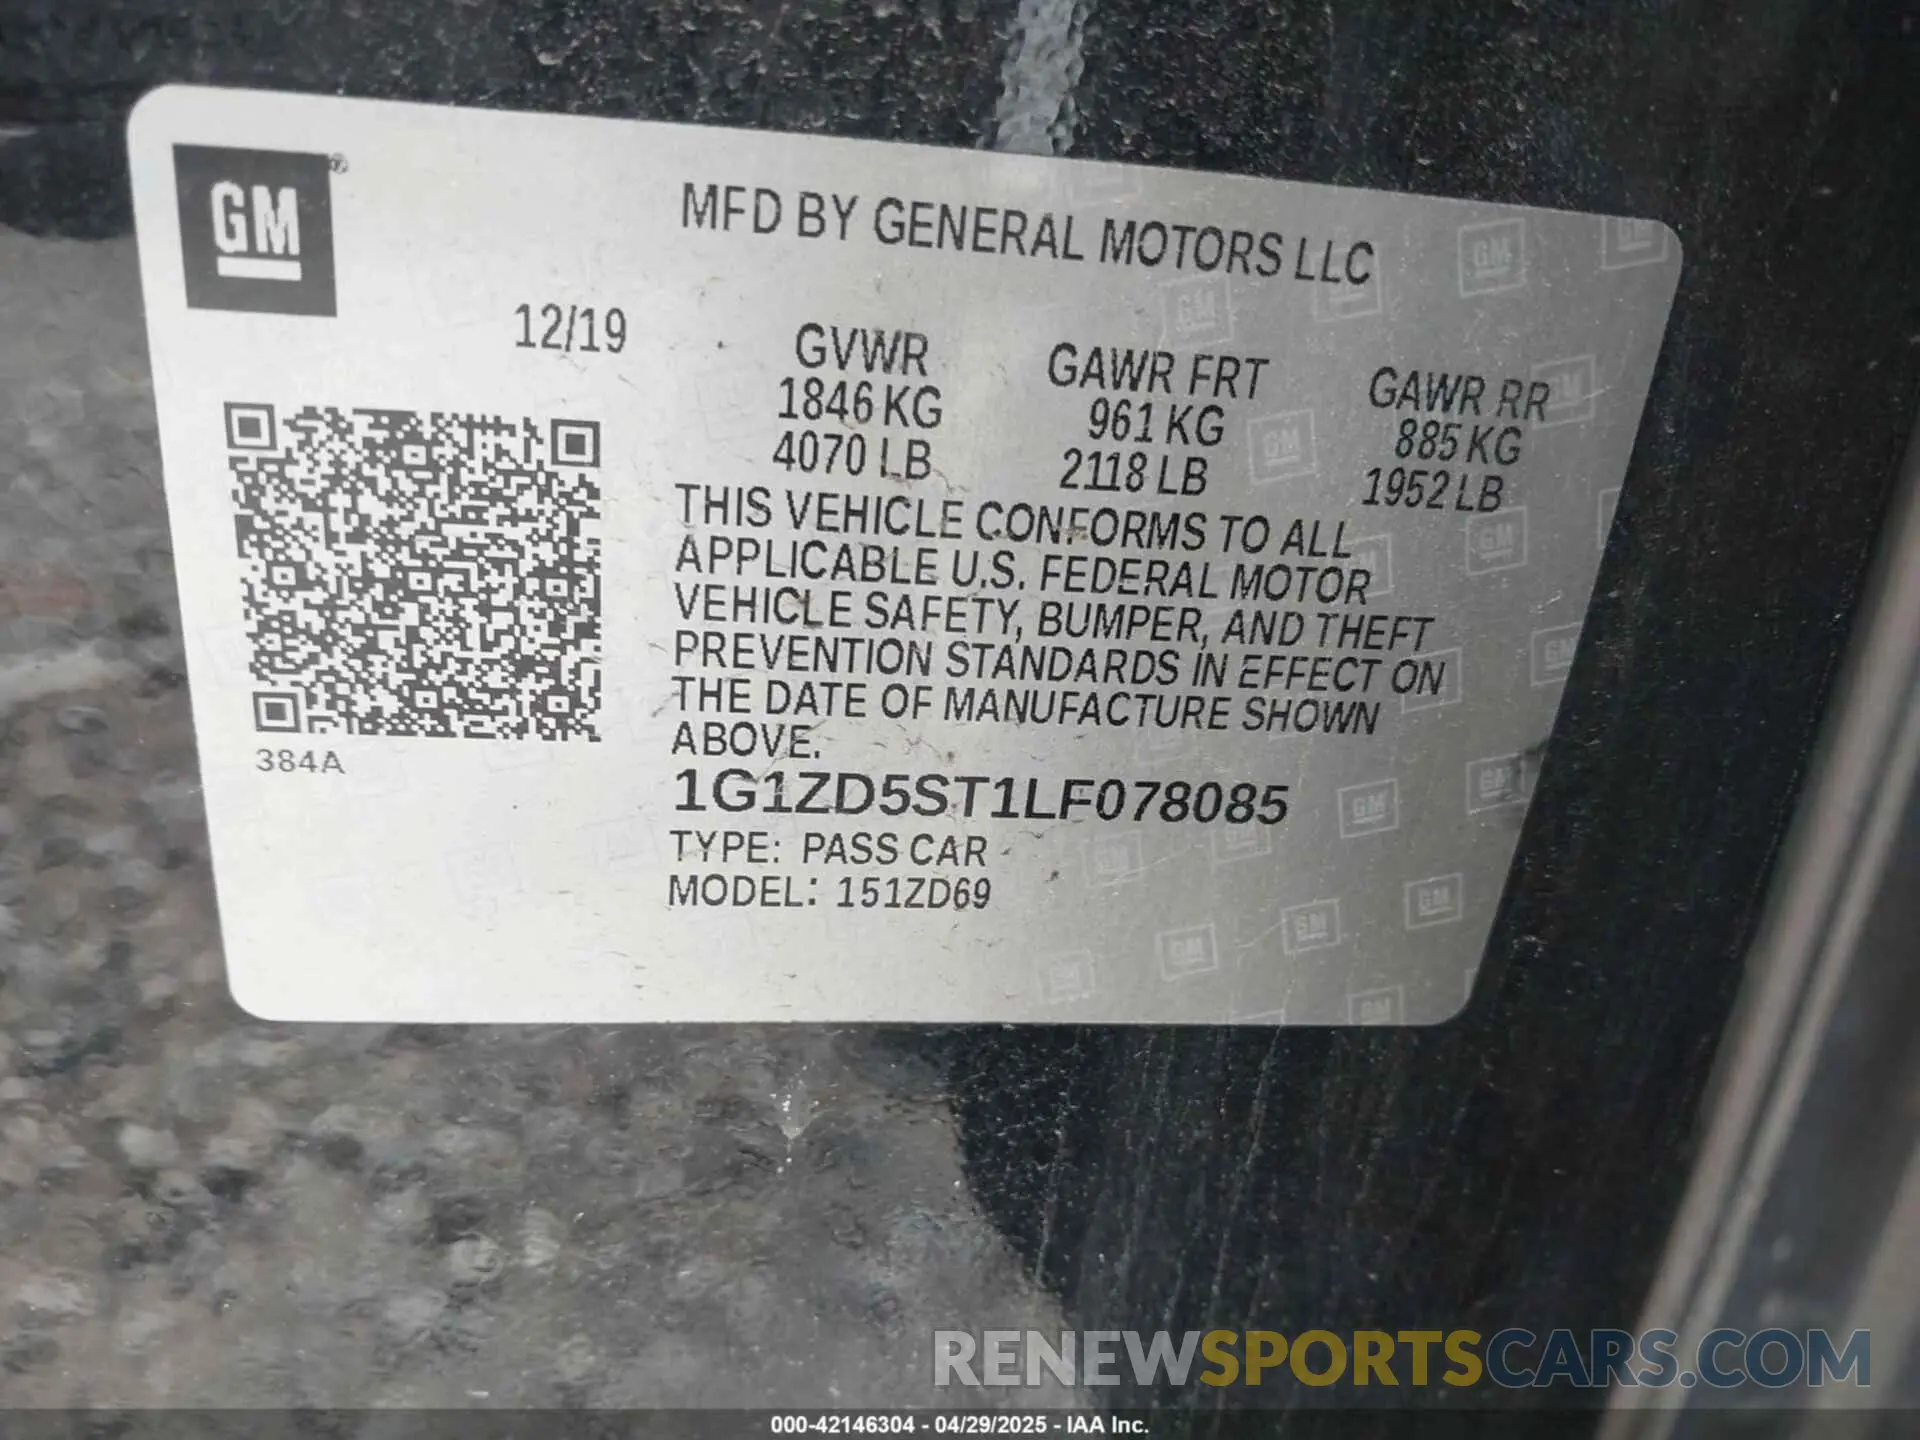 GM®
MFD BY GENERAL MOTORS LLC
12/19
GVWR GAWR FRT GAWR RR
1846 KG 961 KG 885 KG
4070 LB 2118 LB 1952 LB
THIS VEHICLE CONFORMS TO ALL
APPLICABLE U.S. FEDERAL MOTOR
VEHICLE SAFETY, BUMPER, AND THEFT
PREVENTION STANDARDS IN EFFECT ON
THE DATE OF MANUFACTURE SHOWN
ABOVE.
384A
1G1ZD5ST1LF078085
TYPE: PASS CAR
MODEL: 151ZD69
RENEWSPORTSCARS.COM
000-42146304 - 04/29/2025 - IAA Inc.